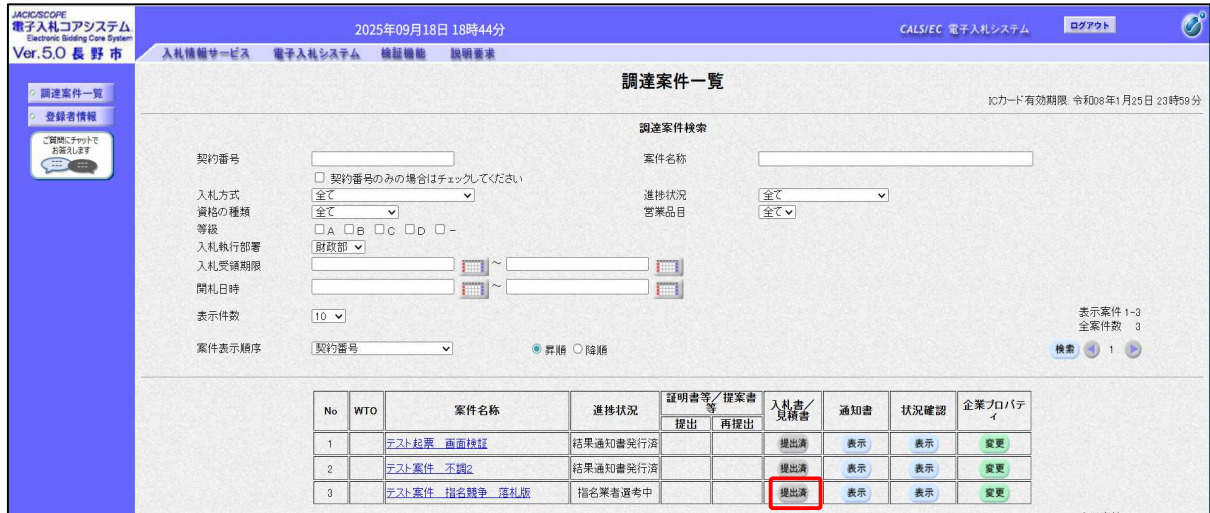 JACIC/SCOPE
電子入札コアシステム
Electronic Bidding Core System
Ver.5.0 長野市
2025年09月18日 18時44分
CALS/EC 電子入札システム
ログアウト
入札情報サービス 電子入札システム 検証機能 説明要求
調達案件一覧
登録者情報
ご質問にチャットで
お答えします
調達案件一覧
ICカード有効期限 令和08年1月25日 23時59分
調達案件検索
契約番号 案件名称
契約番号のみの場合はチェックしてください
入札方式 全て 進捗状況 全て
資格の種類 全て 営業品目 全て
等級 A B C D -
入札執行部署 財政部
入札受領期限 ~
開札日時 ~
表示件数 10
表示案件 1-3
全案件数 3
案件表示順序 契約番号 昇順 降順 検索 1
No WTO 案件名称 進捗状況 証明書等/提案書等 入札書/見積書 通知書 状況確認 企業プロパティ
提出 再提出
1 テスト起票 画面検証 結果通知書発行済 提出済 表示 表示 変更
2 テスト案件 不調2 結果通知書発行済 提出済 表示 表示 変更
3 テスト案件 指名競争 落札版 指名業者選考中 提出済 表示 表示 変更